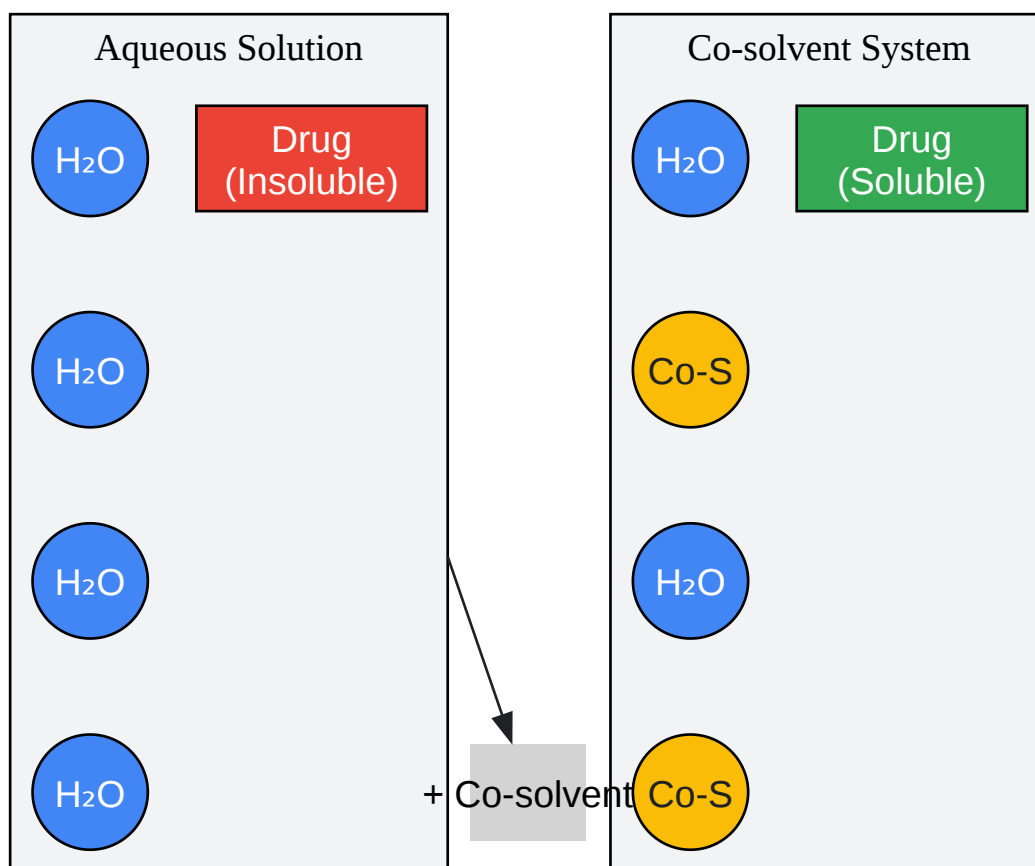 Aqueous Solution
H₂O
Drug
(Insoluble)
H₂O
H₂O
H₂O
+ Co-solvent
Co-solvent System
H₂O
Drug
(Soluble)
Co-S
H₂O
Co-S